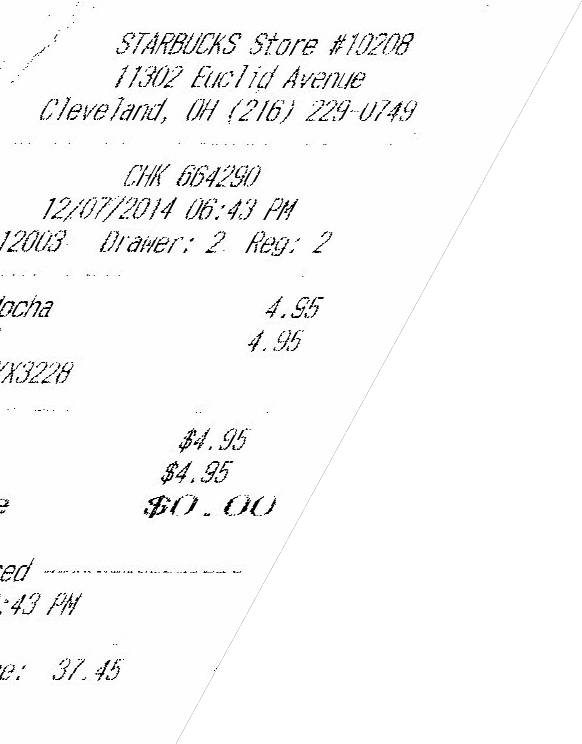 STARBUCKS Store #10208
11302 Euclid Avenue
Cleveland, OH (216) 229-0749
CHK 664290
12/07/2014 06:43 PM
12003 Drawer: 2 Reg: 2
ocha 4.95
4.95
XX3228
$4.95
$4.95
e $0.00
ed
:43 PM
e: 37.45